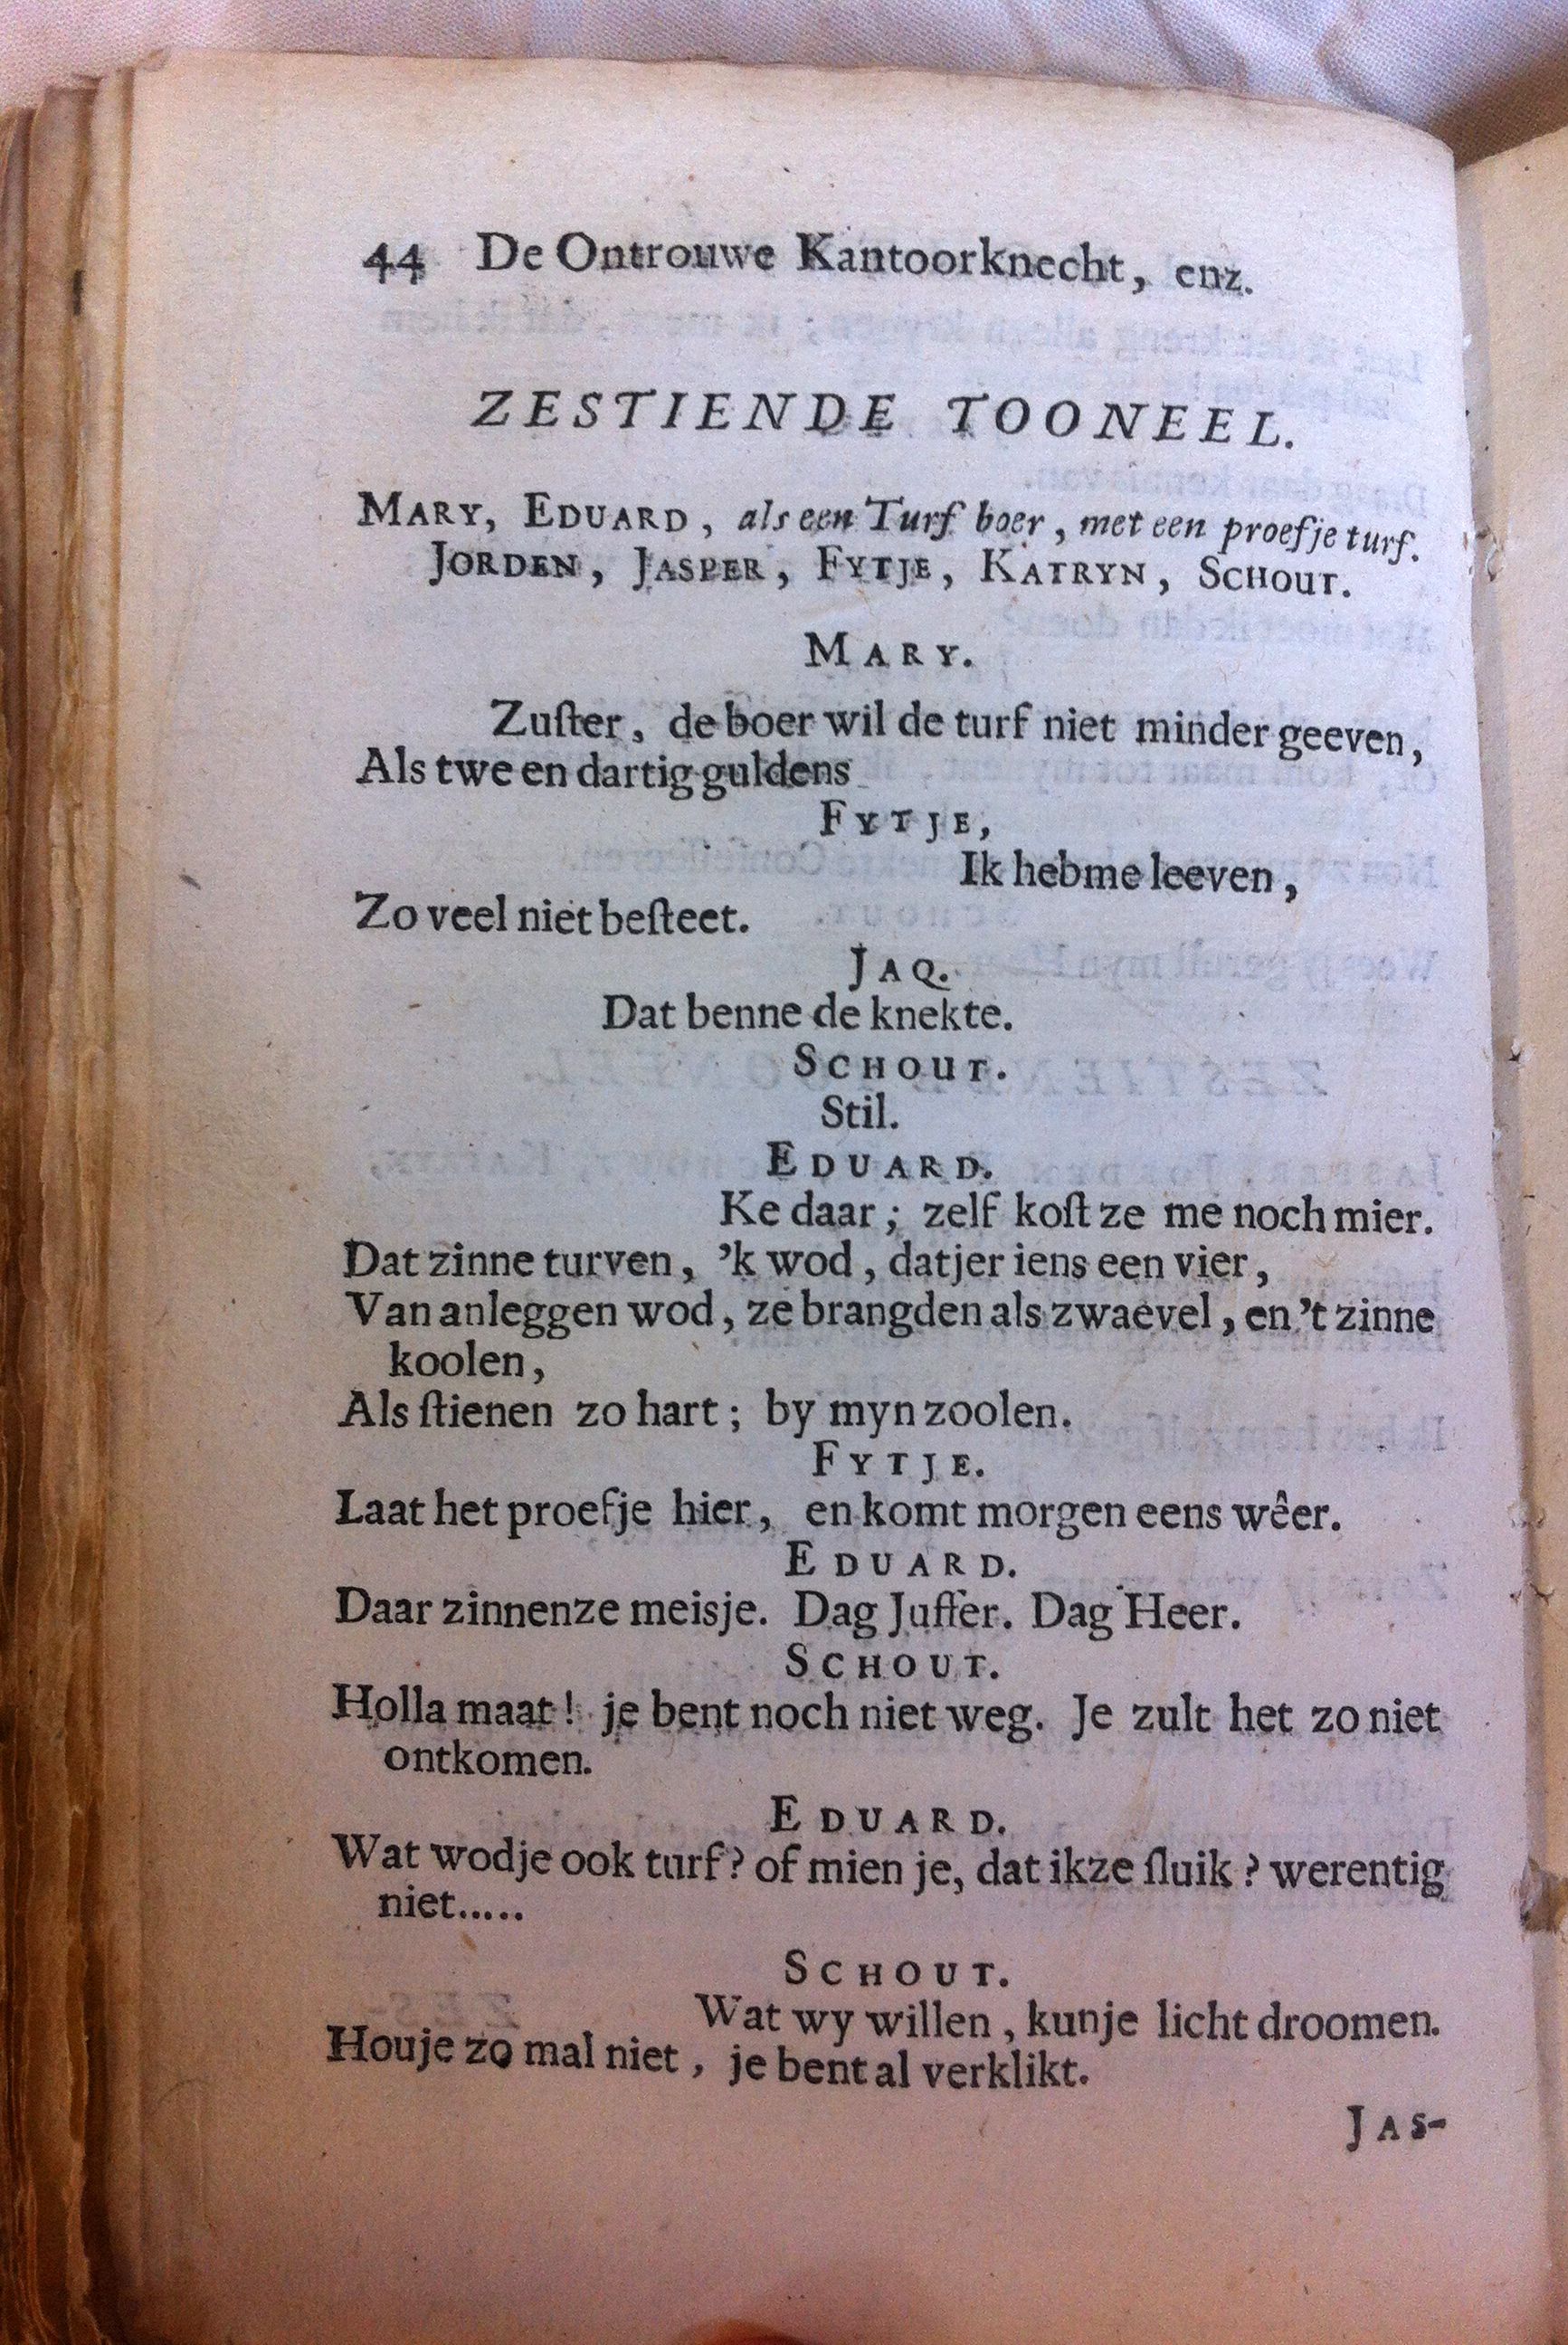 44 De Ontrouwe Kantoorknecht, enz.
ZESTIENDE TOONEEL.
MARY, EDUARD, als een Turf boer, met een proefje turf.
JORDEN, JASPER, FYTJE, KATRYN, SCHOUT.
MARY.
Zuſter, de boer wil de turf niet minder geeven,
Als twe en dartig guldens
FYTJE,
Ik heb me leeven,
Zo veel niet beſteet.
JAQ.
Dat benne de knekte.
SCHOUT.
Stil.
EDUARD.
Ke daar; zelf koſt ze me noch mier.
Dat zinne turven, 'k wod, datjer iens een vier,
Van anleggen wod, ze brangden als zwaevel, en 't zinne
koolen,
Als ſtienen zo hart; by myn zoolen.
FYTJE.
Laat het proefje hier, en komt morgen eens wêer.
EDUARD.
Daar zinnenze meisje. Dag Juffer. Dag Heer.
SCHOUT.
Holla maat! je bent noch niet weg. Je zult het zo niet
ontkomen.
EDUARD.
Wat wodje ook turf? of mien je, dat ikze ſluik? werentig
niet.....
SCHOUT.
Wat wy willen, kunje licht droomen.
Houje zo mal niet, je bent al verklikt.
JAS-